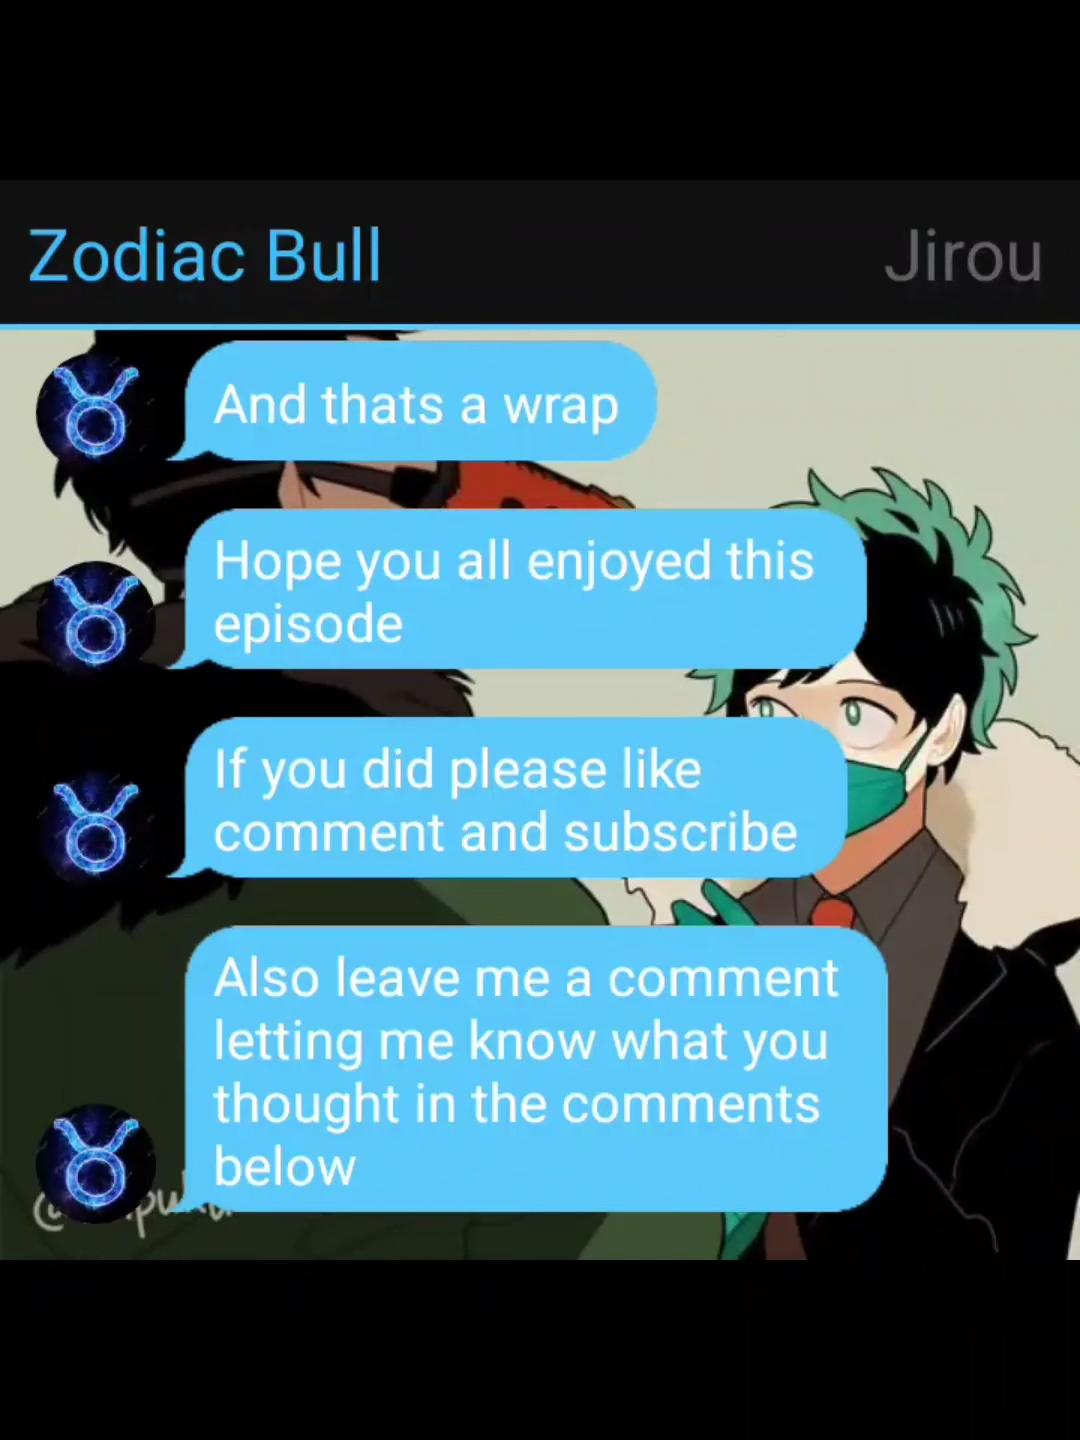 Zodiac Bull
Jirou
And thats a wrap
Hope you all enjoyed this
episode
If you did please like
comment and subscribe
Also leave me a comment
letting me know what you
thought in the comments
below